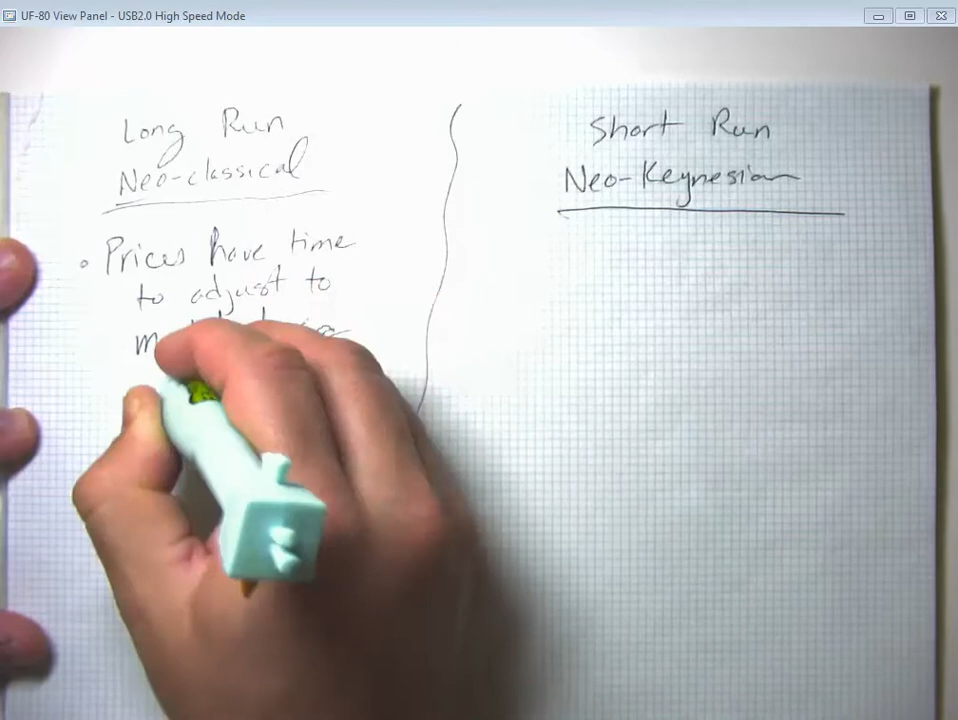 UF-80 View Panel - USB2.0 High Speed Mode
Long Run
Neo-classical
• Prices have time
to adjust to
Short Run
Neo-Keynesian